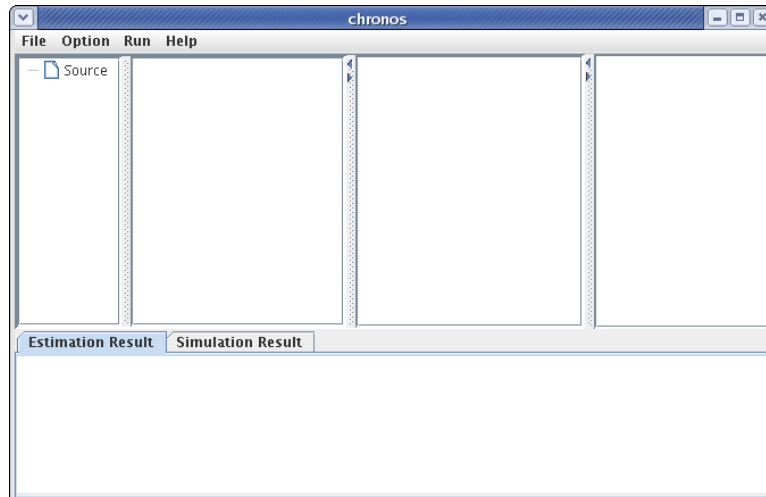 chronos
File Option Run Help
Source
Estimation Result Simulation Result